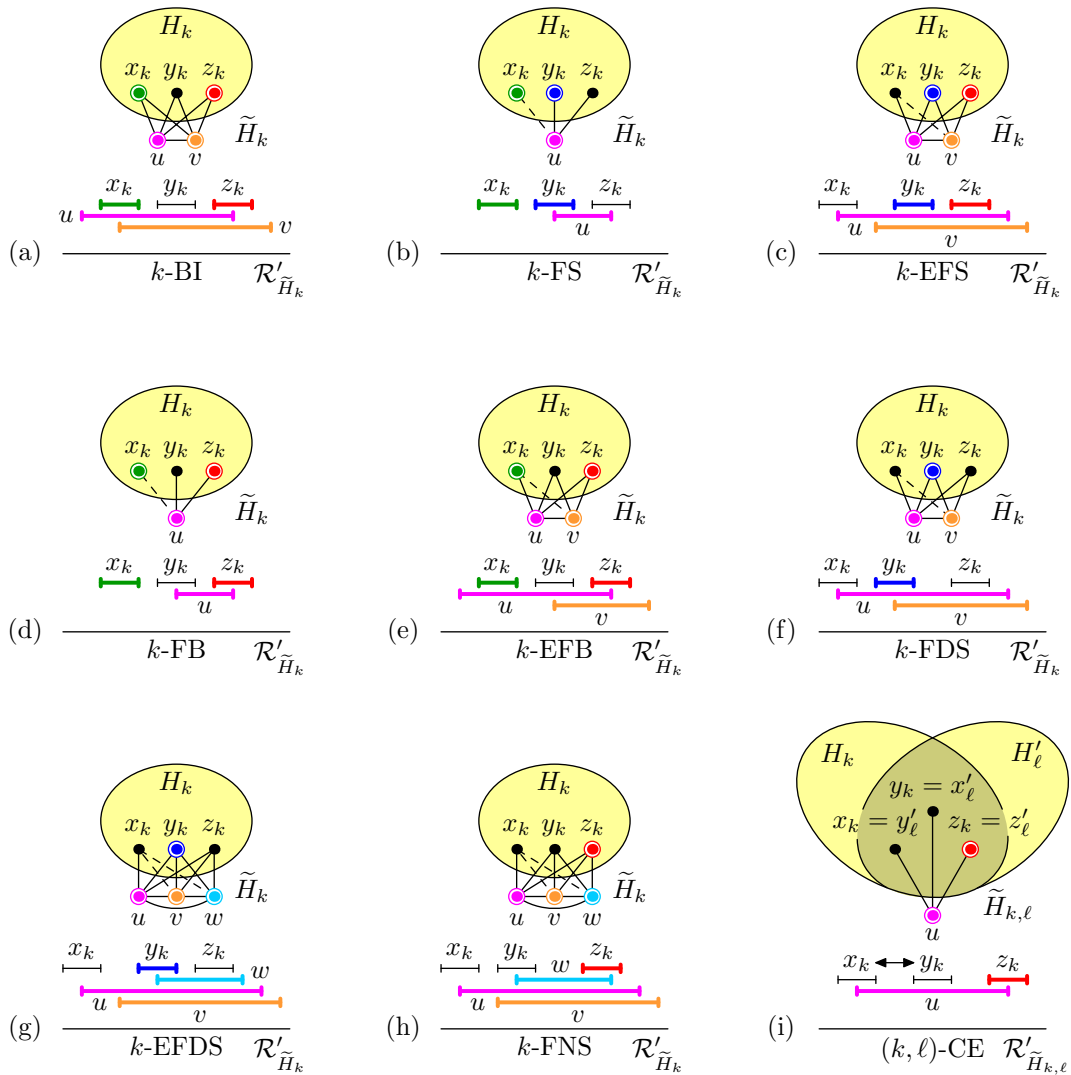 H_k
x_k y_k z_k
H̃_k
u v
x_k y_k z_k
u
v
(a)
k-BI R′_{H̃_k}
H_k
x_k y_k z_k
H̃_k
u
x_k y_k z_k
u
(b)
k-FS R′_{H̃_k}
H_k
x_k y_k z_k
H̃_k
u v
x_k y_k z_k
u
v
(c)
k-EFS R′_{H̃_k}
H_k
x_k y_k z_k
H̃_k
u
x_k y_k z_k
u
(d)
k-FB R′_{H̃_k}
H_k
x_k y_k z_k
H̃_k
u v
x_k y_k z_k
u
v
(e)
k-EFB R′_{H̃_k}
H_k
x_k y_k z_k
H̃_k
u v
x_k y_k z_k
u
v
(f)
k-FDS R′_{H̃_k}
H_k
x_k y_k z_k
H̃_k
u v w
x_k y_k z_k
w
u
v
(g)
k-EFDS R′_{H̃_k}
H_k
x_k y_k z_k
H̃_k
u v w
x_k y_k w z_k
u
v
(h)
k-FNS R′_{H̃_k}
H_k H′_ℓ
y_k = x′_ℓ
x_k = y′_ℓ z_k = z′_ℓ
H̃_{k,ℓ}
u
x_k y_k z_k
u
(i)
(k, ℓ)-CE R′_{H̃_{k,ℓ}}